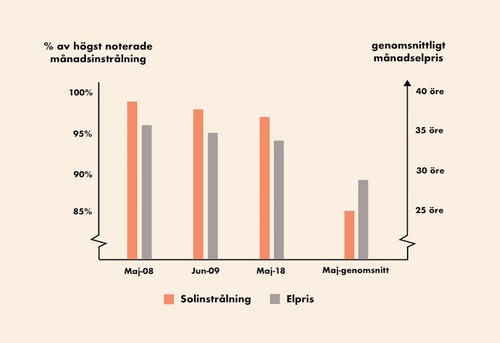 % av högst noterade
månadsinstrålning
genomsnittligt
månadselpris
100%
95%
90%
85%
40 öre
35 öre
30 öre
25 öre
Maj-08
Jun-09
Maj-18
Maj-genomsnitt
Solinstrålning
Elpris